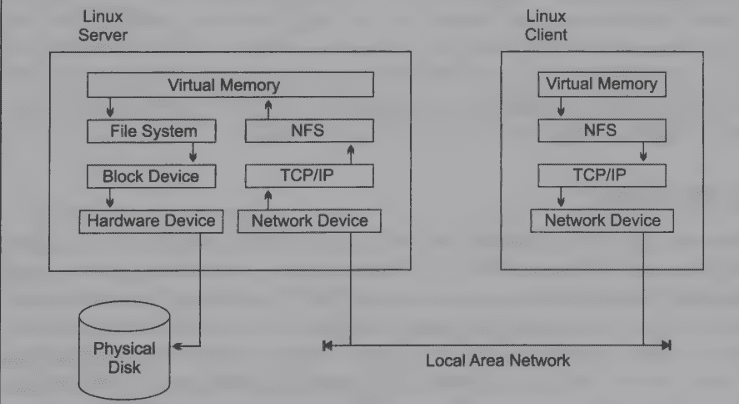 Linux
Server
Linux
Client
Virtual Memory
File System
NFS
Block Device
TCP/IP
Hardware Device
Network Device
Virtual Memory
NFS
TCP/IP
Network Device
Physical
Disk
Local Area Network